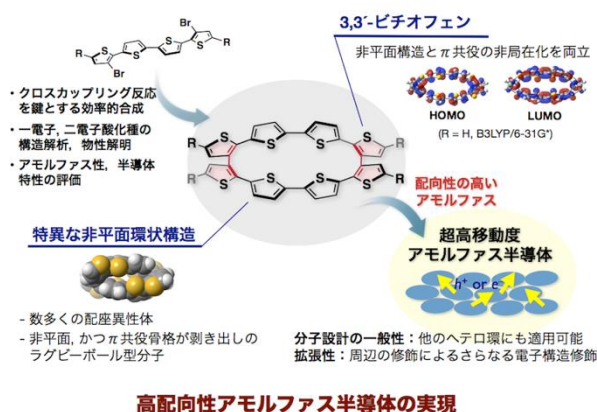 Br
S
S
R
R
S
S
Br
・クロスカップリング反応
を鍵とする効率的合成
・一電子, 二電子酸化種の
構造解析, 物性解明
・アモルファス性, 半導体
特性の評価
3,3´-ビチオフェン
非平面構造とπ共役の非局在化を両立
HOMO
LUMO
(R = H, B3LYP/6-31G*)
R
S
S
S
S
R
R
S
S
S
S
R
配向性の高い
アモルファス
特異な非平面環状構造
- 数多くの配座異性体
- 非平面, かつπ共役骨格が剥き出しの
ラグビーボール型分子
超高移動度
アモルファス半導体
h+ or e-
分子設計の一般性：他のヘテロ環にも適用可能
拡張性：周辺の修飾によるさらなる電子構造修飾
高配向性アモルファス半導体の実現